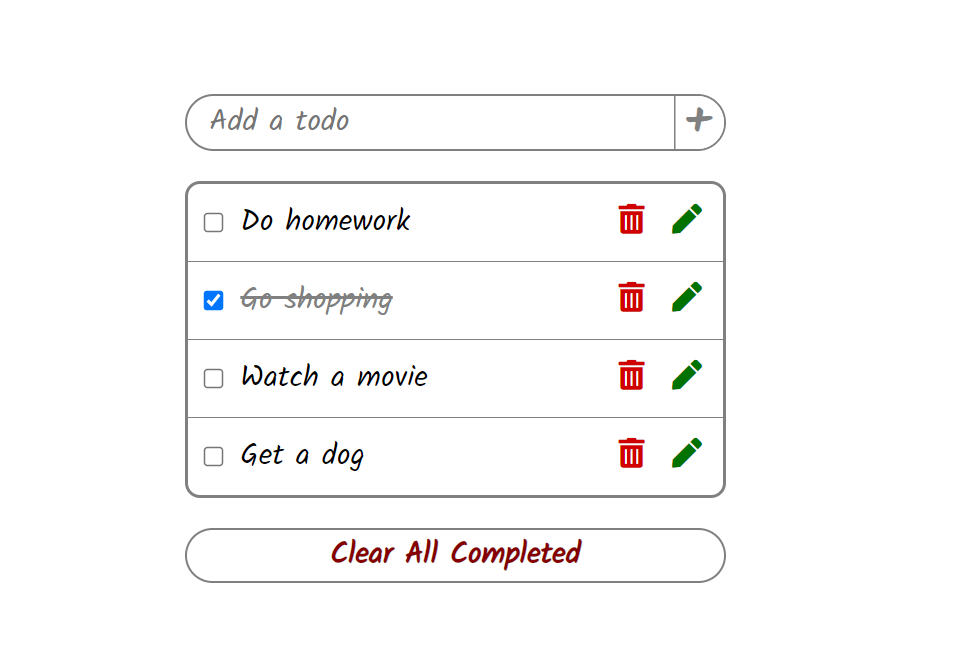 Add a todo
Do homework
Go shopping
Watch a movie
Get a dog
Clear All Completed